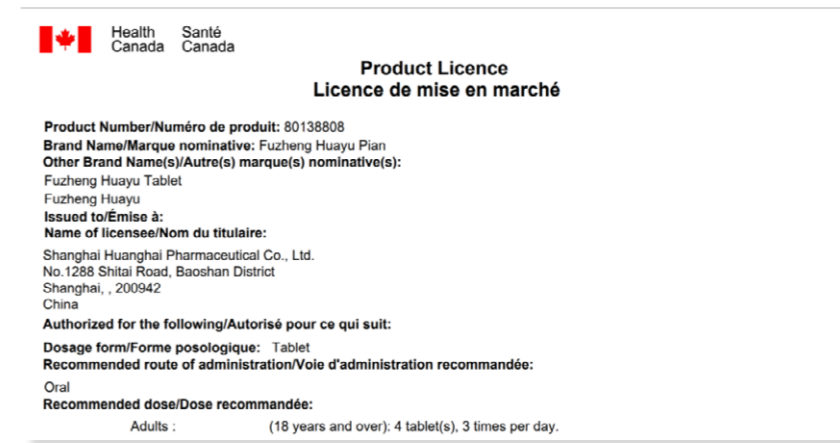 Health Santé
Canada Canada
Product Licence
Licence de mise en marché
Product Number/Numéro de produit: 80138808
Brand Name/Marque nominative: Fuzheng Huayu Pian
Other Brand Name(s)/Autre(s) marque(s) nominative(s):
Fuzheng Huayu Tablet
Fuzheng Huayu
Issued to/Émise à:
Name of licensee/Nom du titulaire:
Shanghai Huanghai Pharmaceutical Co., Ltd.
No.1288 Shitai Road, Baoshan District
Shanghai, , 200942
China
Authorized for the following/Autorisé pour ce qui suit:
Dosage form/Forme posologique: Tablet
Recommended route of administration/Voie d'administration recommandée:
Oral
Recommended dose/Dose recommandée:
Adults : (18 years and over): 4 tablet(s), 3 times per day.